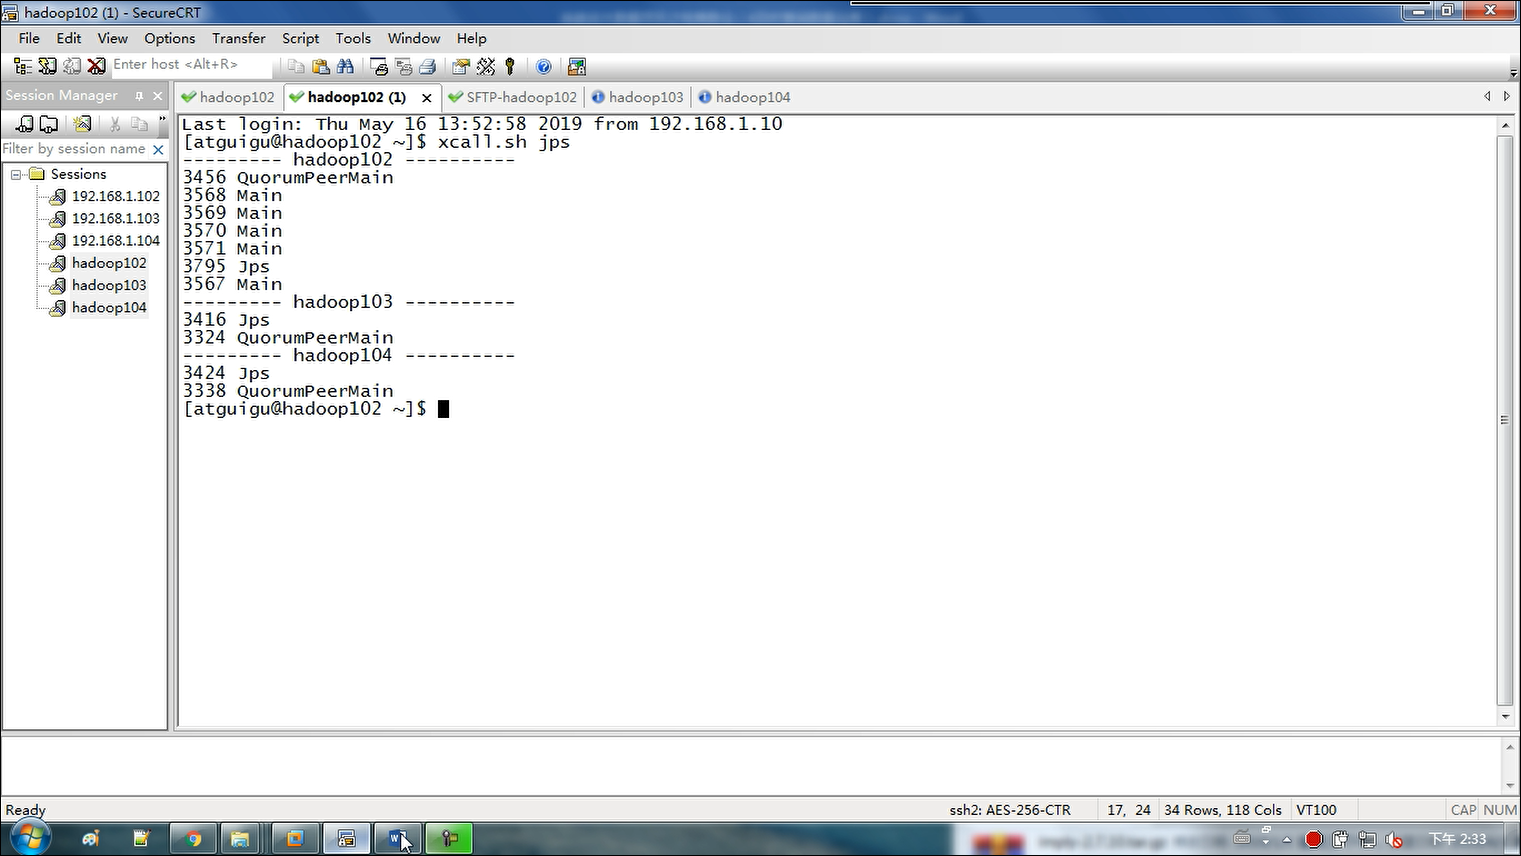 hadoop102 (1) - SecureCRT
File Edit View Options Transfer Script Tools Window Help
Enter host <Alt+R>
Session Manager
hadoop102
hadoop102 (1)
SFTP-hadoop102
hadoop103
hadoop104
Filter by session name
Sessions
192.168.1.102
192.168.1.103
192.168.1.104
hadoop102
hadoop103
hadoop104
Last login: Thu May 16 13:52:58 2019 from 192.168.1.10
[atguigu@hadoop102 ~]$ xcall.sh jps
--------- hadoop102 ----------
3456 QuorumPeerMain
3568 Main
3569 Main
3570 Main
3571 Main
3795 Jps
3567 Main
--------- hadoop103 ----------
3416 Jps
3324 QuorumPeerMain
--------- hadoop104 ----------
3424 Jps
3338 QuorumPeerMain
[atguigu@hadoop102 ~]$
Ready
ssh2: AES-256-CTR
17, 24
34 Rows, 118 Cols
VT100
CAP NUM
下午 2:33